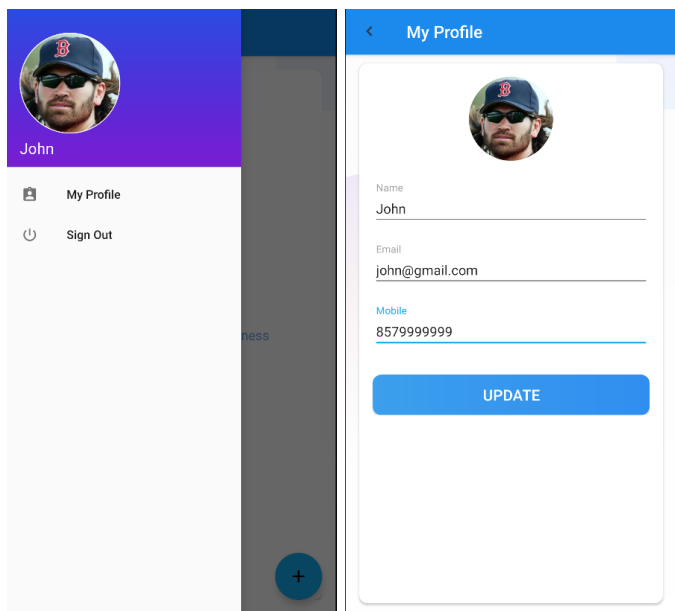 B
John
My Profile
Sign Out
ness
+
My Profile
B
Name
John
Email
john@gmail.com
Mobile
8579999999
UPDATE